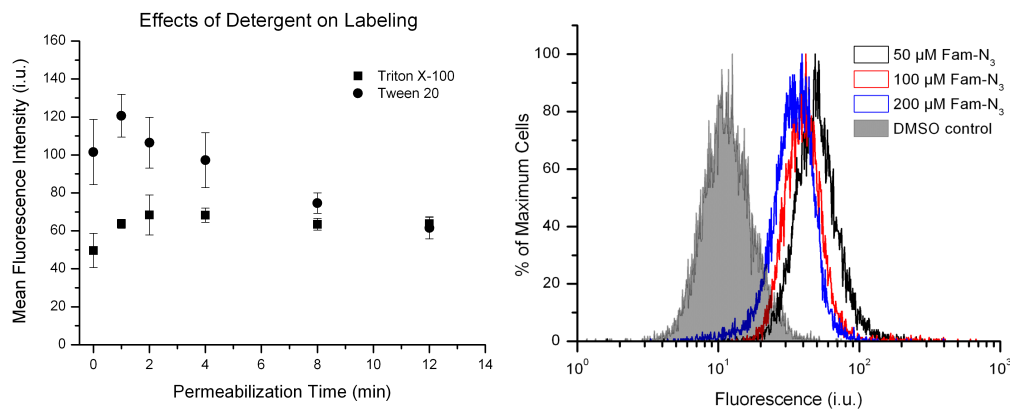 Effects of Detergent on Labeling
Mean Fluorescence Intensity (i.u.)
160
140
120
100
80
60
40
20
0
Triton X-100
Tween 20
0 2 4 6 8 10 12 14
Permeabilization Time (min)
% of Maximum Cells
100
80
60
40
20
0
50 µM Fam-N₃
100 µM Fam-N₃
200 µM Fam-N₃
DMSO control
10⁰ 10¹ 10² 10³
Fluorescence (i.u.)